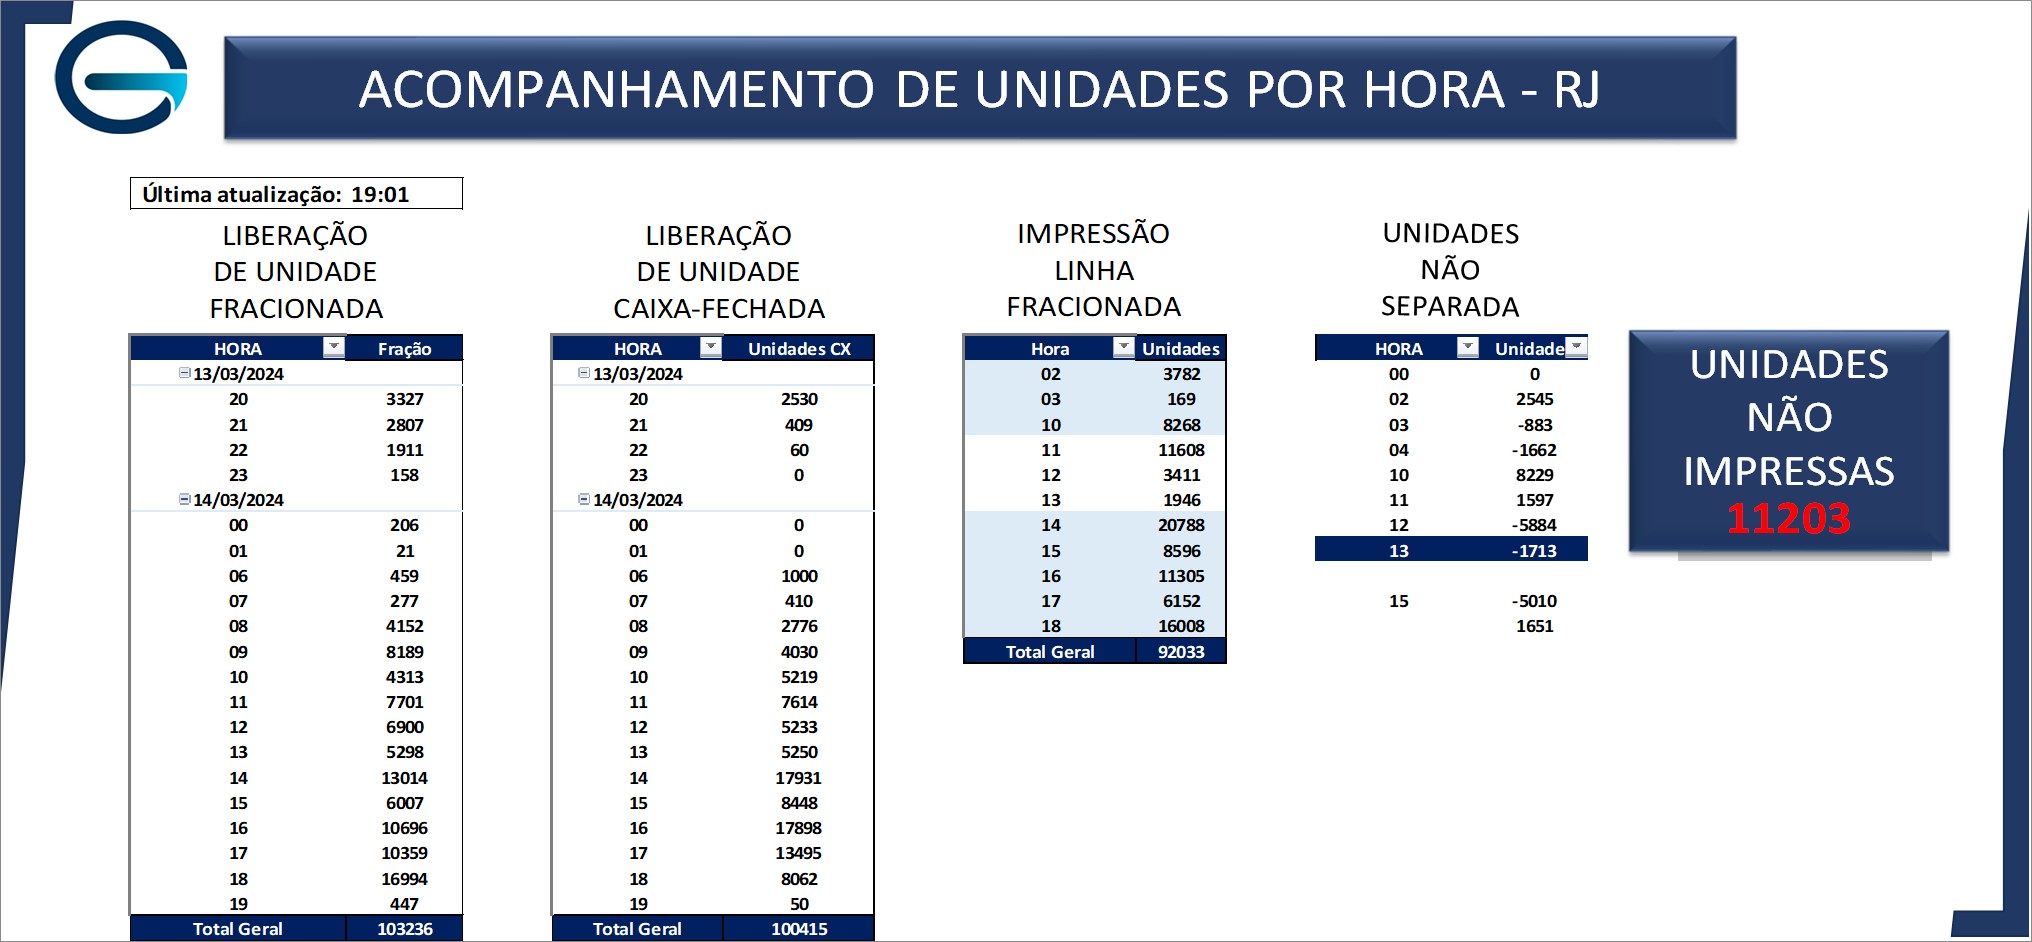 ACOMPANHAMENTO DE UNIDADES POR HORA - RJ
Última atualização: 19:01
LIBERAÇÃO
DE UNIDADE
FRACIONADA
HORA Fração
13/03/2024
20 3327
21 2807
22 1911
23 158
14/03/2024
00 206
01 21
06 459
07 277
08 4152
09 8189
10 4313
11 7701
12 6900
13 5298
14 13014
15 6007
16 10696
17 10359
18 16994
19 447
Total Geral 103236
LIBERAÇÃO
DE UNIDADE
CAIXA-FECHADA
HORA Unidades CX
13/03/2024
20 2530
21 409
22 60
23 0
14/03/2024
00 0
01 0
06 1000
07 410
08 2776
09 4030
10 5219
11 7614
12 5233
13 5250
14 17931
15 8448
16 17898
17 13495
18 8062
19 50
Total Geral 100415
IMPRESSÃO
LINHA
FRACIONADA
Hora Unidades
02 3782
03 169
10 8268
11 11608
12 3411
13 1946
14 20788
15 8596
16 11305
17 6152
18 16008
Total Geral 92033
UNIDADES
NÃO
SEPARADA
HORA Unidade
00 0
02 2545
03 -883
04 -1662
10 8229
11 1597
12 -5884
13 -1713
15 -5010
1651
UNIDADES
NÃO
IMPRESSAS
11203